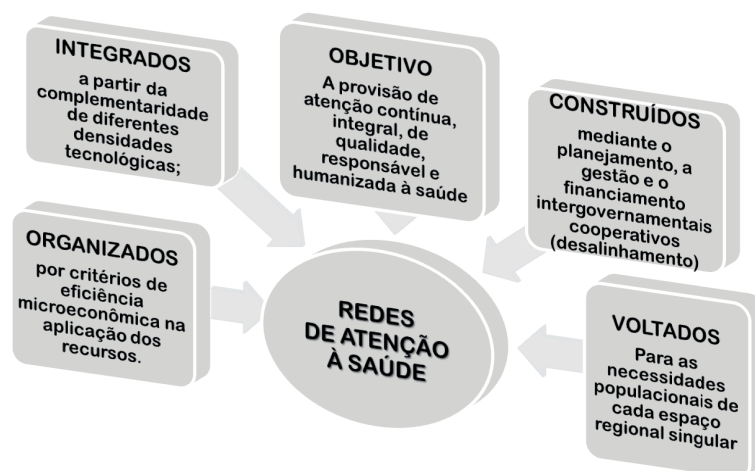 INTEGRADOS
a partir da
complementaridade
de diferentes
densidades
tecnológicas;
OBJETIVO
A provisão de
atenção contínua,
integral, de
qualidade,
responsável e
humanizada à saúde
CONSTRUÍDOS
mediante o
planejamento, a
gestão e o
financiamento
intergovernamentais
cooperativos
(desalinhamento)
ORGANIZADOS
por critérios de
eficiência
microeconômica na
aplicação dos
recursos.
REDES
DE ATENÇÃO
À SAÚDE
VOLTADOS
Para as
necessidades
populacionais de
cada espaço
regional singular